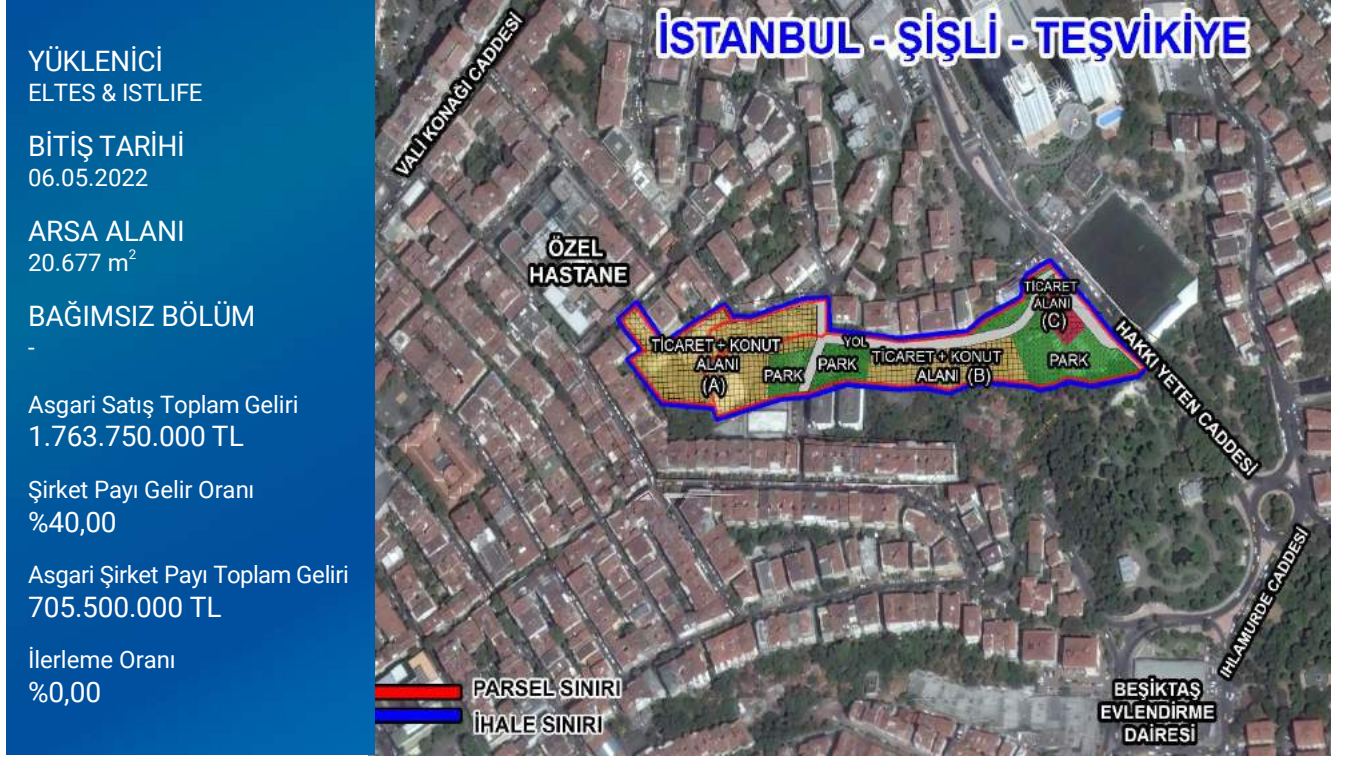 YÜKLENİCİ
ELTES & ISTLIFE
BİTİŞ TARİHİ
06.05.2022
ARSA ALANI
20.677 m²
BAĞIMSIZ BÖLÜM
-
Asgari Satış Toplam Geliri
1.763.750.000 TL
Şirket Payı Gelir Oranı
%40,00
Asgari Şirket Payı Toplam Geliri
705.500.000 TL
İlerleme Oranı
%0,00
İSTANBUL - ŞİŞLİ - TEŞVİKİYE
VALİ KONAĞI CADDESİ
ÖZEL
HASTANE
TİCARET + KONUT
ALANI
(A)
PARK
YOL
PARK
TİCARET + KONUT
ALANI (B)
TİCARET
ALANI
(C)
PARK
HAKKI YETEN CADDESİ
IHLAMURDE CADDESİ
BEŞİKTAŞ
EVLENDİRME
DAİRESİ
PARSEL SINIRI
İHALE SINIRI